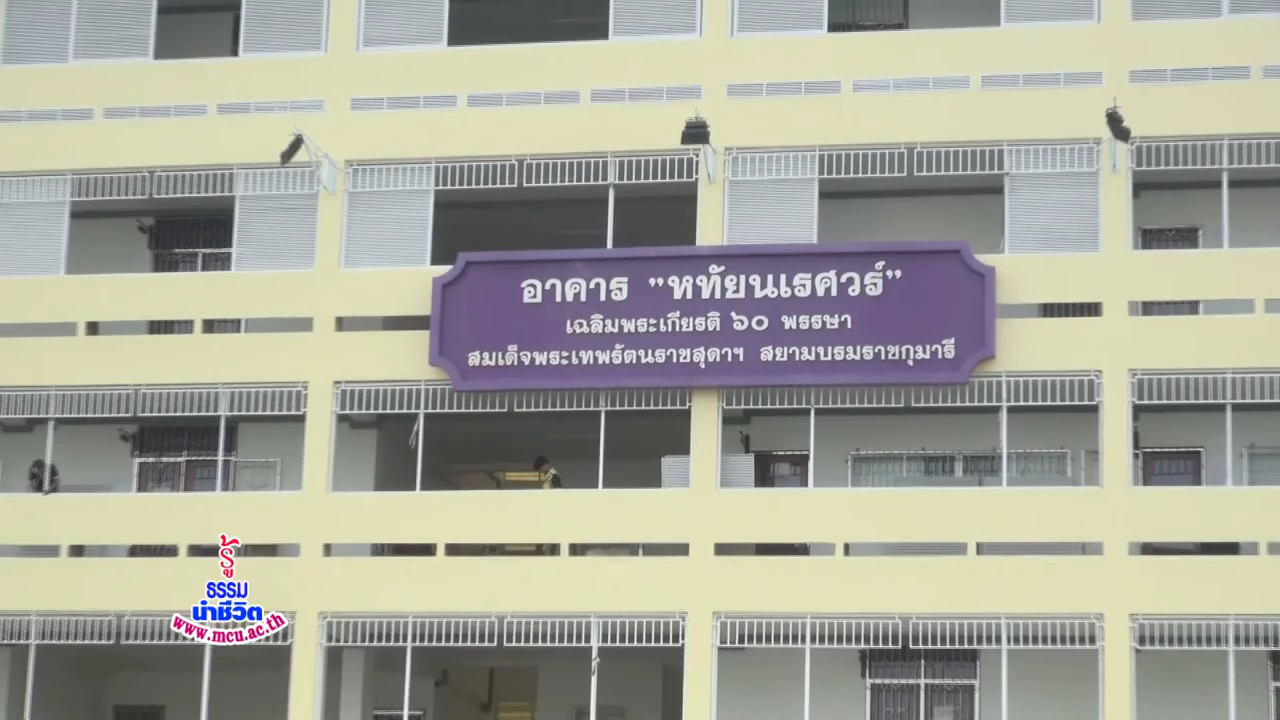 อาคาร "หทัยนเรศวร์"
เฉลิมพระเกียรติ ๖๐ พรรษา
สมเด็จพระเทพรัตนราชสุดาฯ สยามบรมราชกุมารี
รู้
ธรรม
นำชีวิต
www.mcu.ac.th